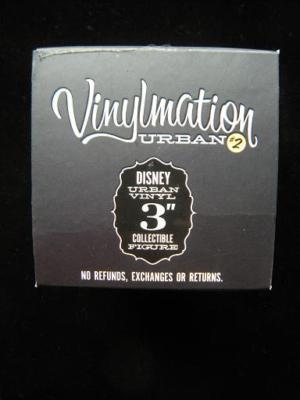 Vinylmation
URBAN #2
DISNEY
URBAN
VINYL
3"
COLLECTIBLE
FIGURE
NO REFUNDS, EXCHANGES OR RETURNS.